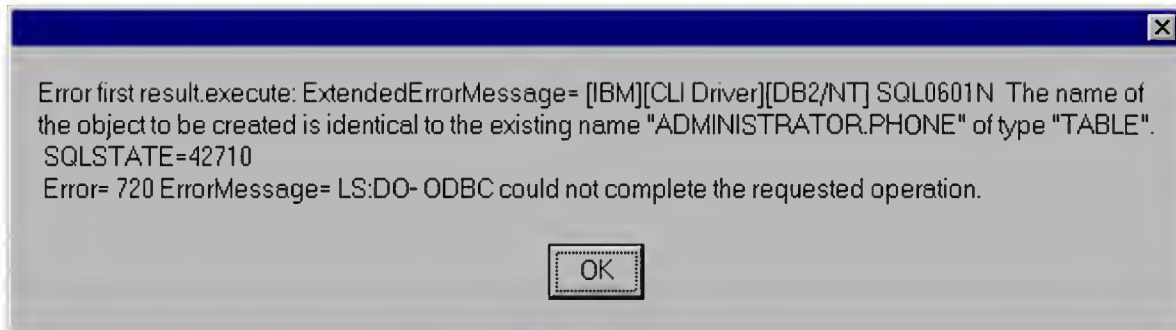 Error first result.execute: ExtendedErrorMessage= [IBM][CLI Driver][DB2/NT] SQL0601N  The name of
the object to be created is identical to the existing name "ADMINISTRATOR.PHONE" of type "TABLE".
SQLSTATE=42710
Error= 720 ErrorMessage= LS:DO- ODBC could not complete the requested operation.
OK